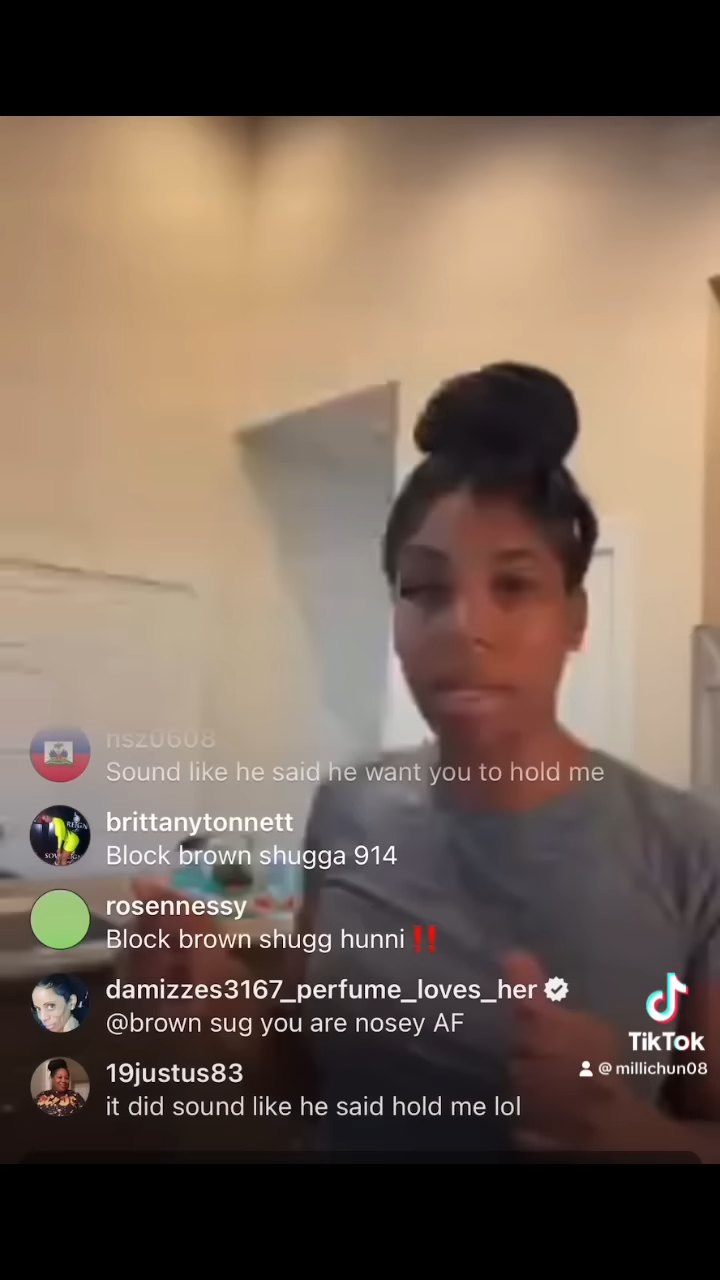 nsz0608
Sound like he said he want you to hold me
brittanytonnett
Block brown shugga 914
rosennessy
Block brown shugg hunni‼️
damizzes3167_perfume_loves_her
@brown sug you are nosey AF
19justus83
it did sound like he said hold me lol
TikTok
@millichun08